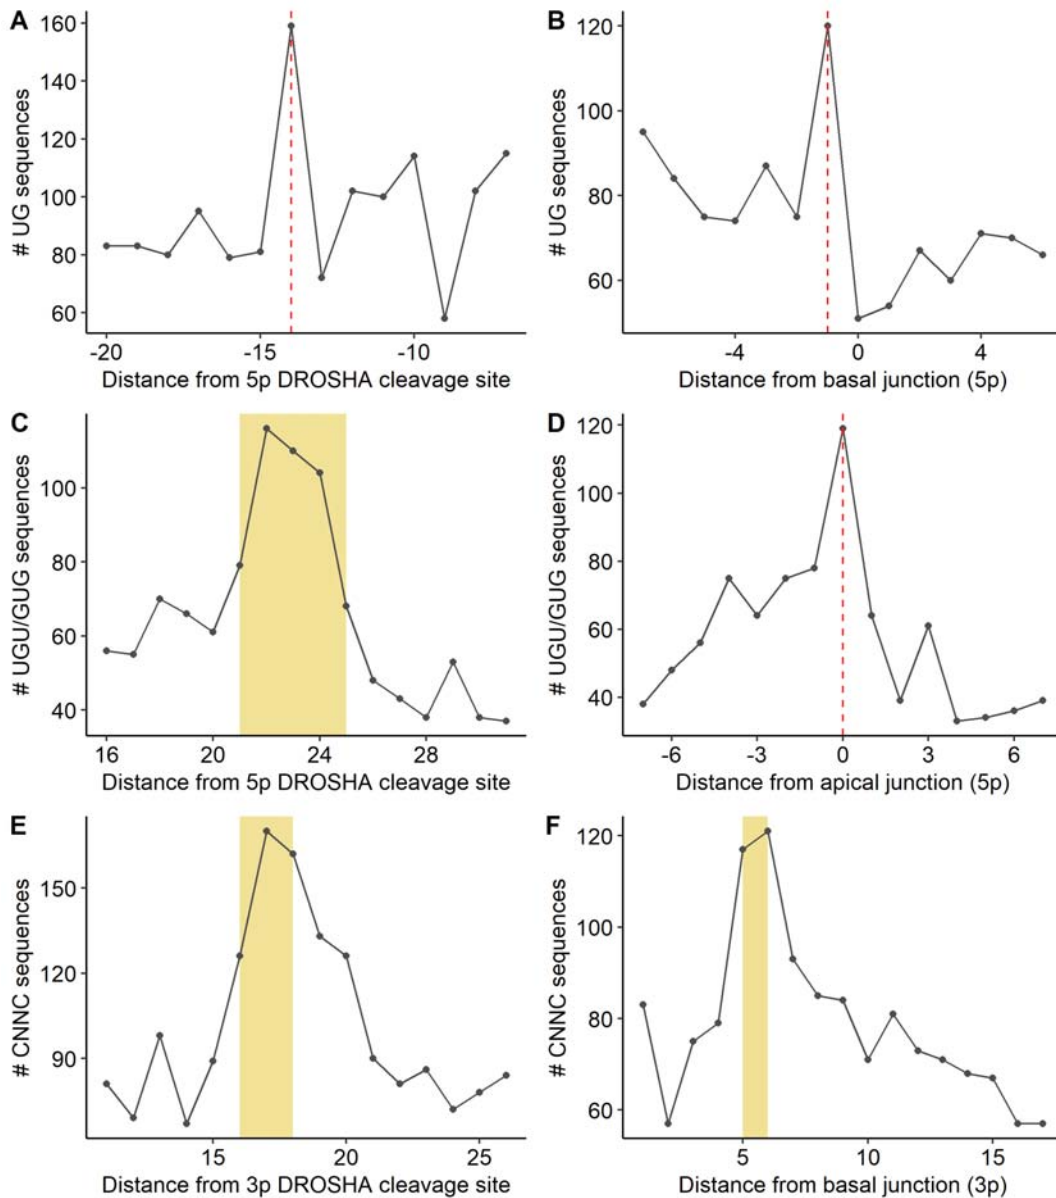 A
# UG sequences
160
140
120
100
80
60
-20
-15
-10
Distance from 5p DROSHA cleavage site
B
# UG sequences
120
100
80
60
-4
0
4
Distance from basal junction (5p)
C
# UGU/GUG sequences
100
80
60
40
16
20
24
28
Distance from 5p DROSHA cleavage site
D
# UGU/GUG sequences
120
100
80
60
40
-6
-3
0
3
6
Distance from apical junction (5p)
E
# CNNC sequences
150
120
90
15
20
25
Distance from 3p DROSHA cleavage site
F
# CNNC sequences
120
100
80
60
5
10
15
Distance from basal junction (3p)